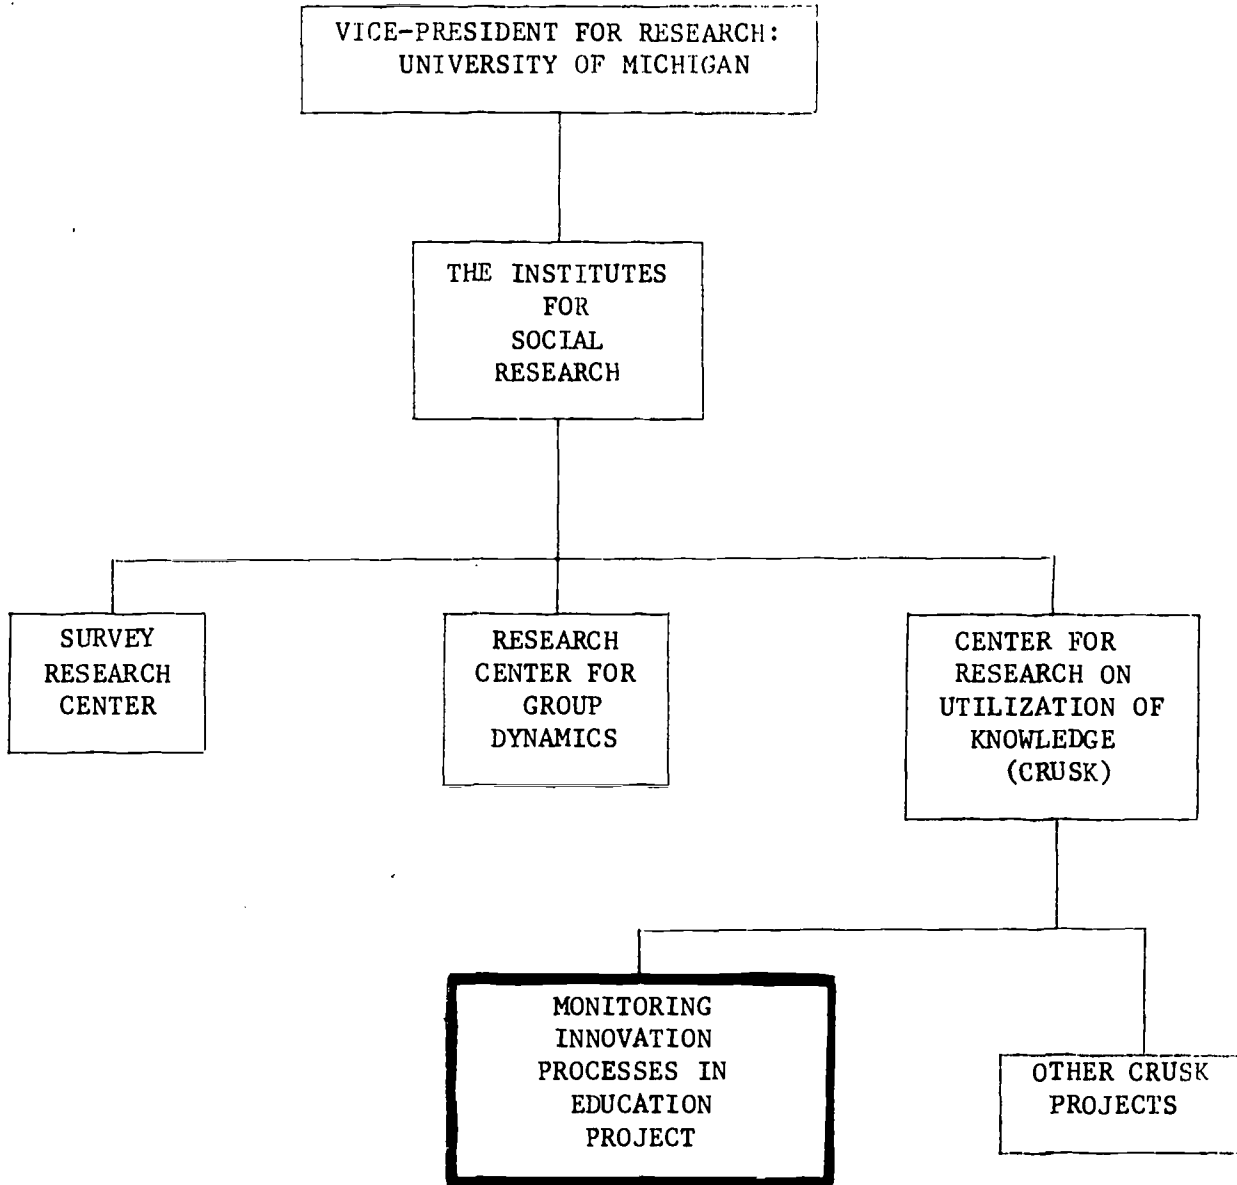 VICE-PRESIDENT FOR RESEARCH:
UNIVERSITY OF MICHIGAN
THE INSTITUTES
FOR
SOCIAL
RESEARCH
SURVEY
RESEARCH
CENTER
RESEARCH
CENTER FOR
GROUP
DYNAMICS
CENTER FOR
RESEARCH ON
UTILIZATION OF
KNOWLEDGE
(CRUSK)
MONITORING
INNOVATION
PROCESSES IN
EDUCATION
PROJECT
OTHER CRUSK
PROJECTS